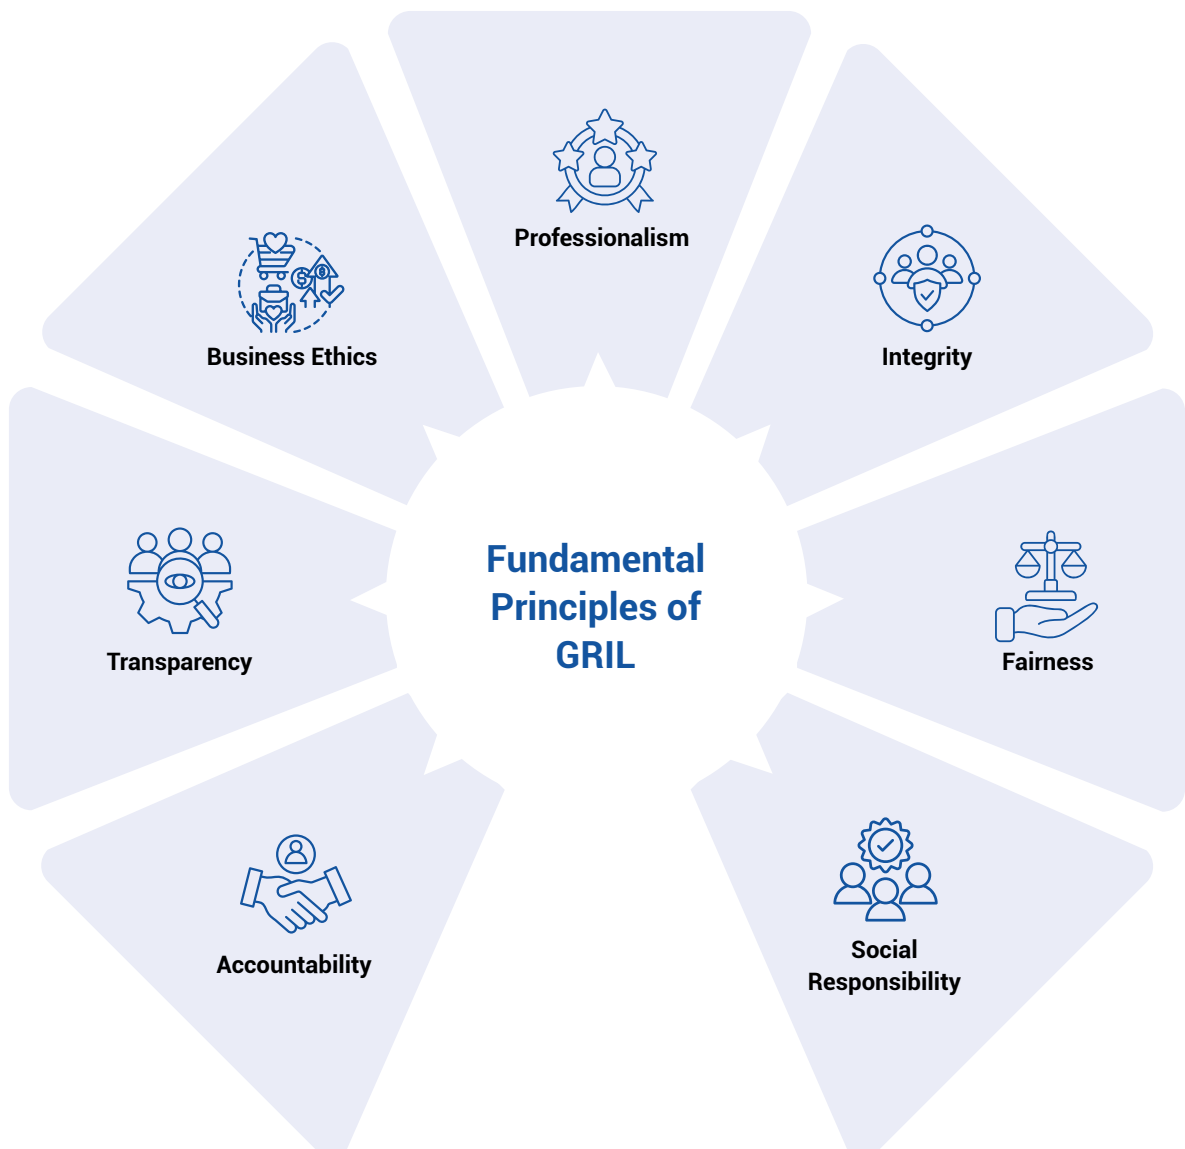 Professionalism
Business Ethics
Integrity
Fundamental
Principles of
GRIL
Transparency
Fairness
Accountability
Social
Responsibility